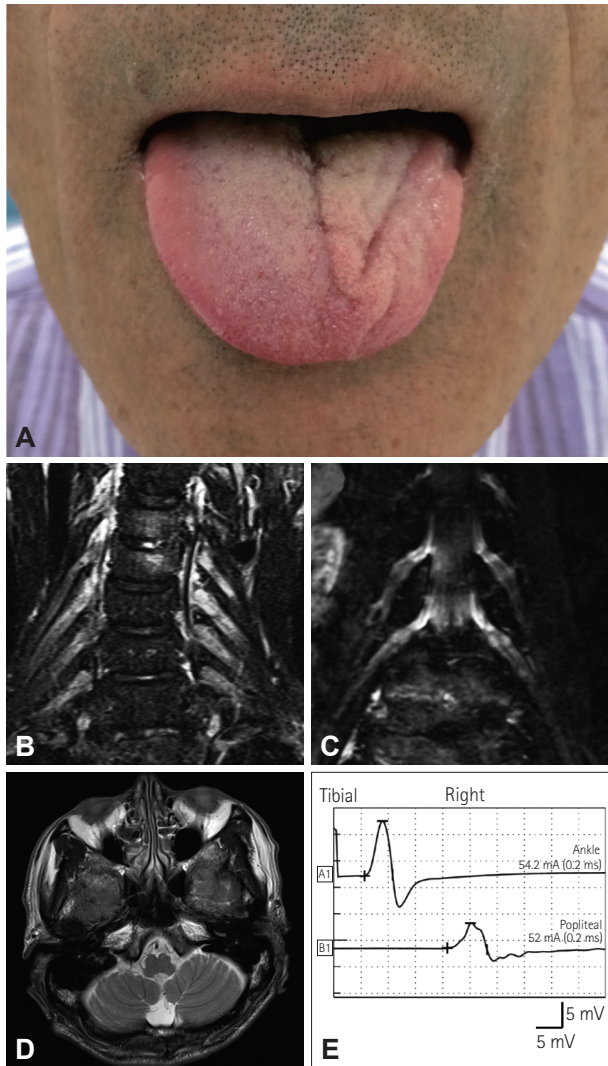 A
B
C
D
Tibial Right
Ankle
54.2 mA (0.2 ms)
A1
Popliteal
52 mA (0.2 ms)
B1
5 mV
5 mV
E